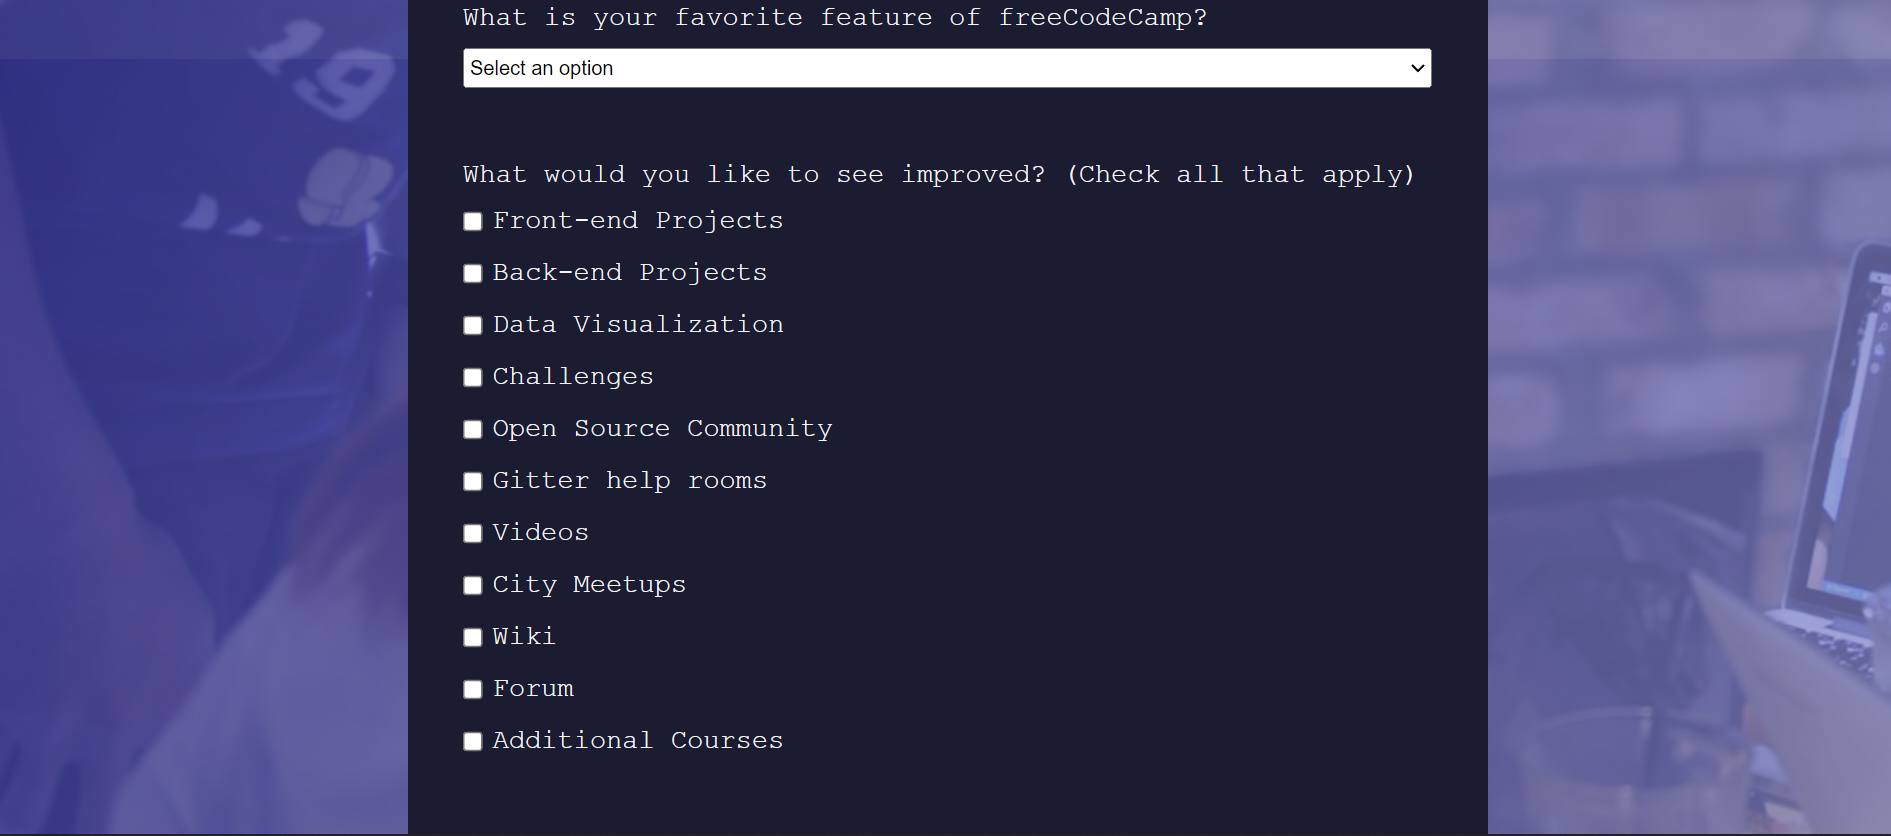 What is your favorite feature of freeCodeCamp?
Select an option
What would you like to see improved? (Check all that apply)
Front-end Projects
Back-end Projects
Data Visualization
Challenges
Open Source Community
Gitter help rooms
Videos
City Meetups
Wiki
Forum
Additional Courses
19